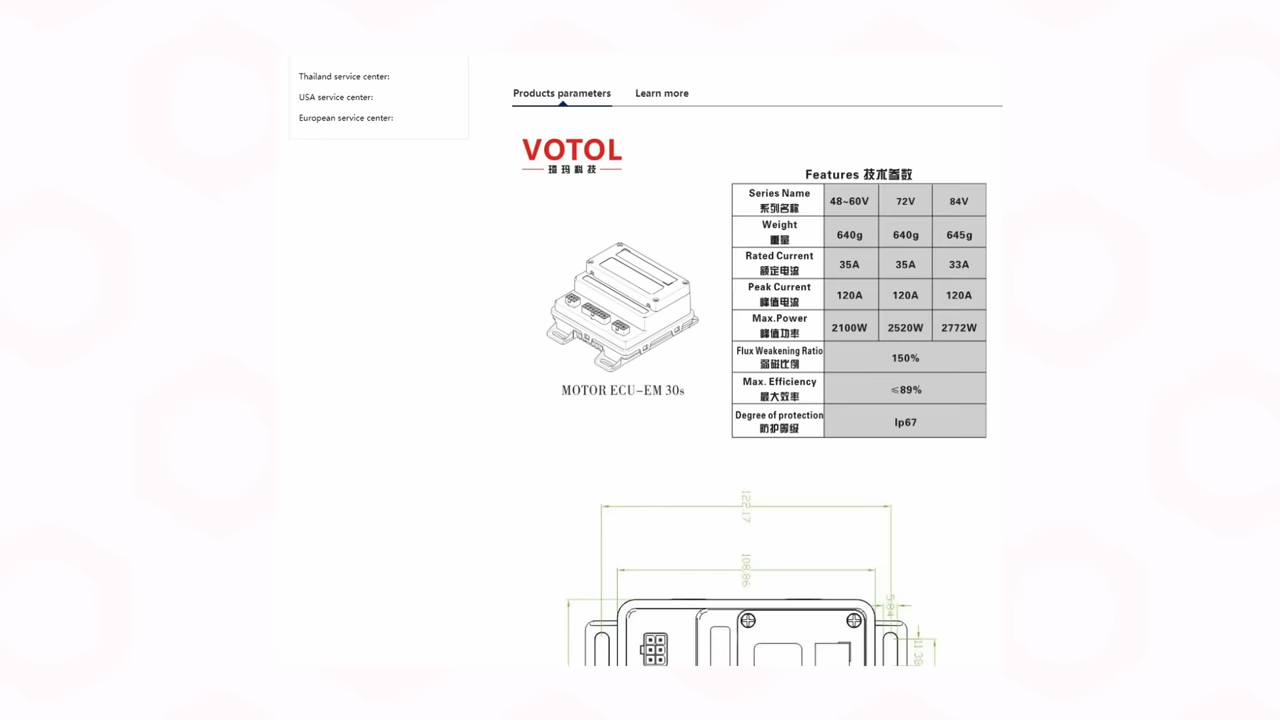 Thailand service center:
USA service center:
European service center:
Products parameters
Learn more
VOTOL
璟玛科技
MOTOR ECU-EM 30s
Features 技术参数
Series Name 48~60V 72V 84V
系列名称
Weight 640g 640g 645g
重量
Rated Current 35A 35A 33A
额定电流
Peak Current 120A 120A 120A
峰值电流
Max.Power 2100W 2520W 2772W
峰值功率
Flux Weakening Ratio 150%
弱磁比例
Max. Efficiency ≤89%
最大效率
Degree of protection Ip67
防护等级
122.17
108.86
5.84
11.38